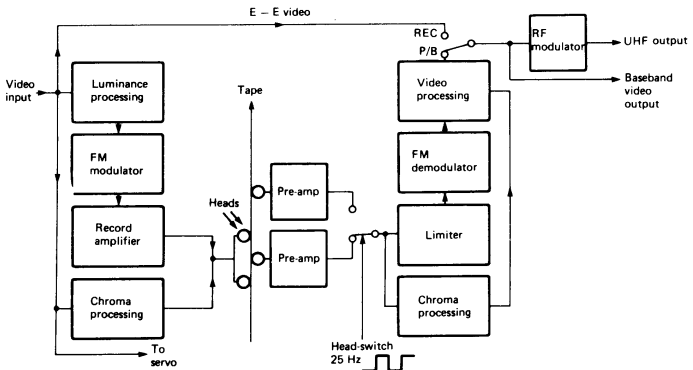 E – E video
REC
P/B
RF
modulator
UHF output
Baseband
video
output
Video
input
Luminance
processing
Tape
Video
processing
FM
modulator
Heads
Pre-amp
FM
demodulator
Record
amplifier
Pre-amp
Limiter
Chroma
processing
Chroma
processing
To
servo
Head-switch
25 Hz